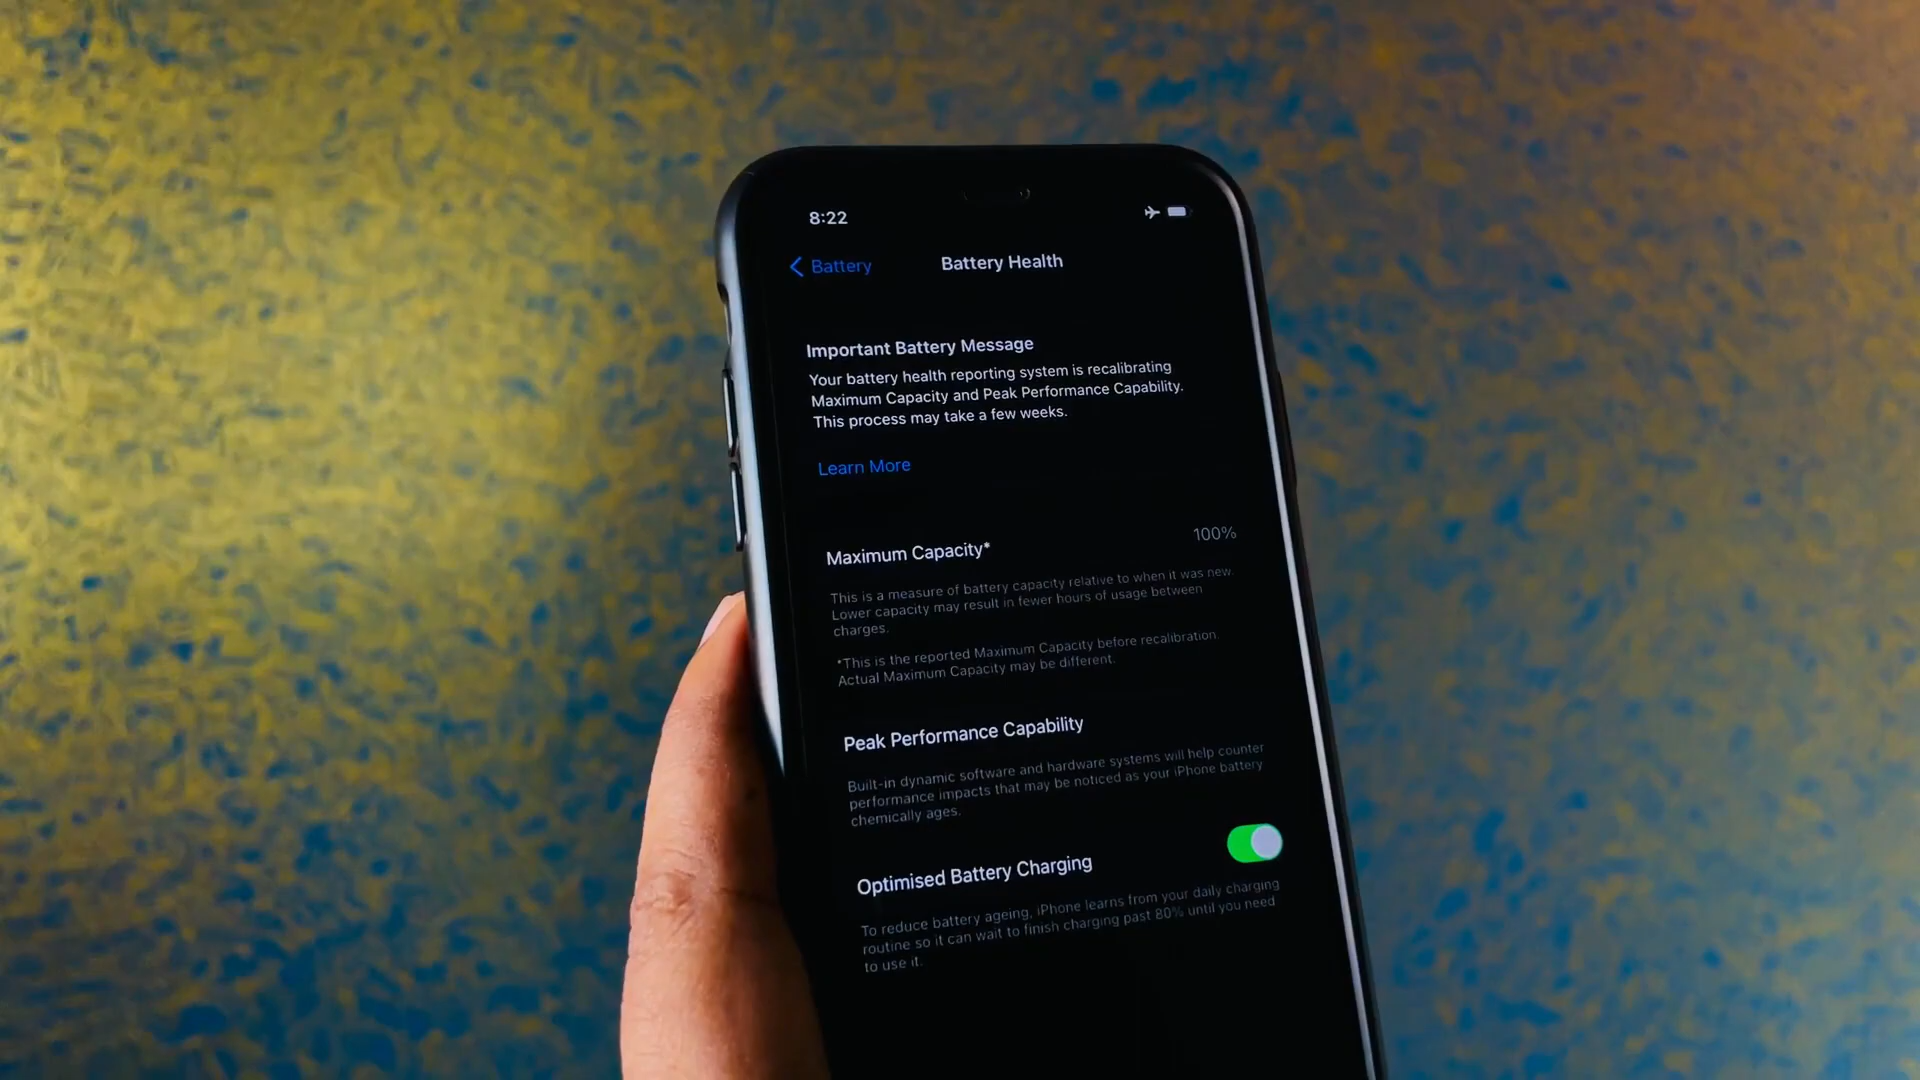 8:22
Battery
Battery Health
Important Battery Message
Your battery health reporting system is recalibrating
Maximum Capacity and Peak Performance Capability.
This process may take a few weeks.
Learn More
Maximum Capacity*
100%
This is a measure of battery capacity relative to when it was new.
Lower capacity may result in fewer hours of usage between
charges.
*This is the reported Maximum Capacity before recalibration.
Actual Maximum Capacity may be different.
Peak Performance Capability
Built-in dynamic software and hardware systems will help counter
performance impacts that may be noticed as your iPhone battery
chemically ages.
Optimised Battery Charging
To reduce battery ageing, iPhone learns from your daily charging
routine so it can wait to finish charging past 80% until you need
to use it.